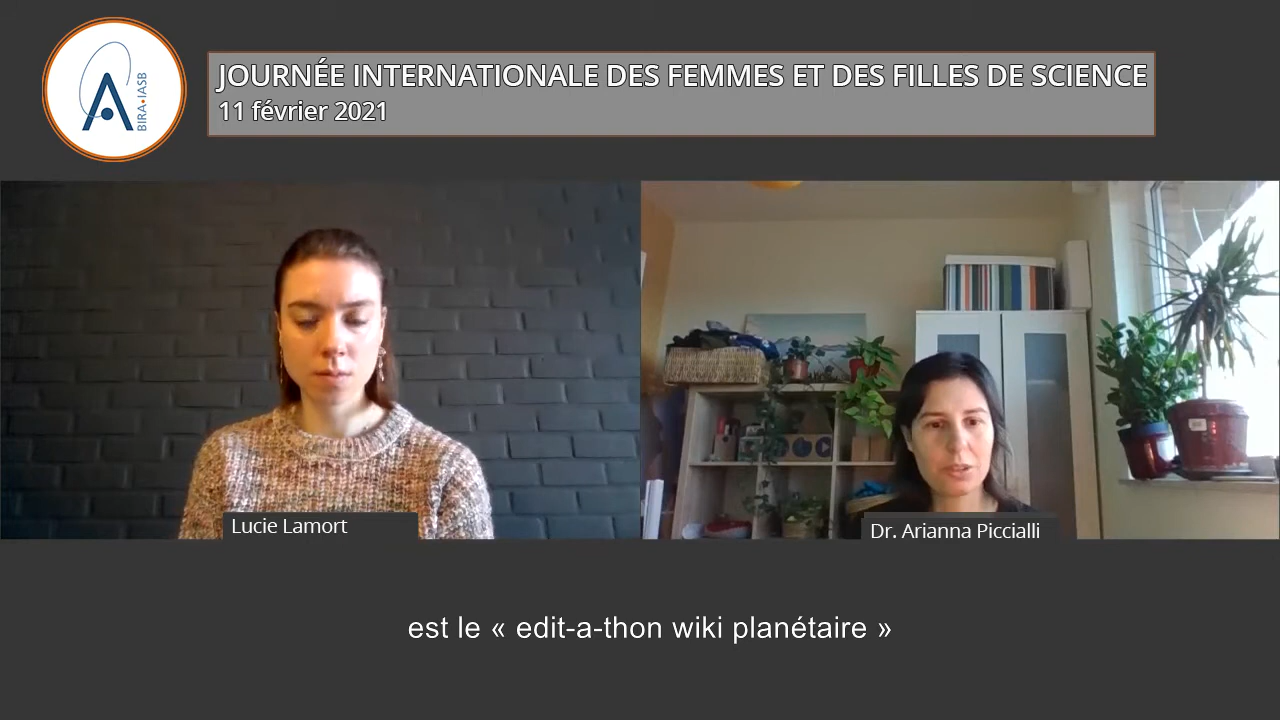 BIRA•IASB
JOURNÉE INTERNATIONALE DES FEMMES ET DES FILLES DE SCIENCE
11 février 2021
Lucie Lamort
Dr. Arianna Piccialli
est le « edit-a-thon wiki planétaire »